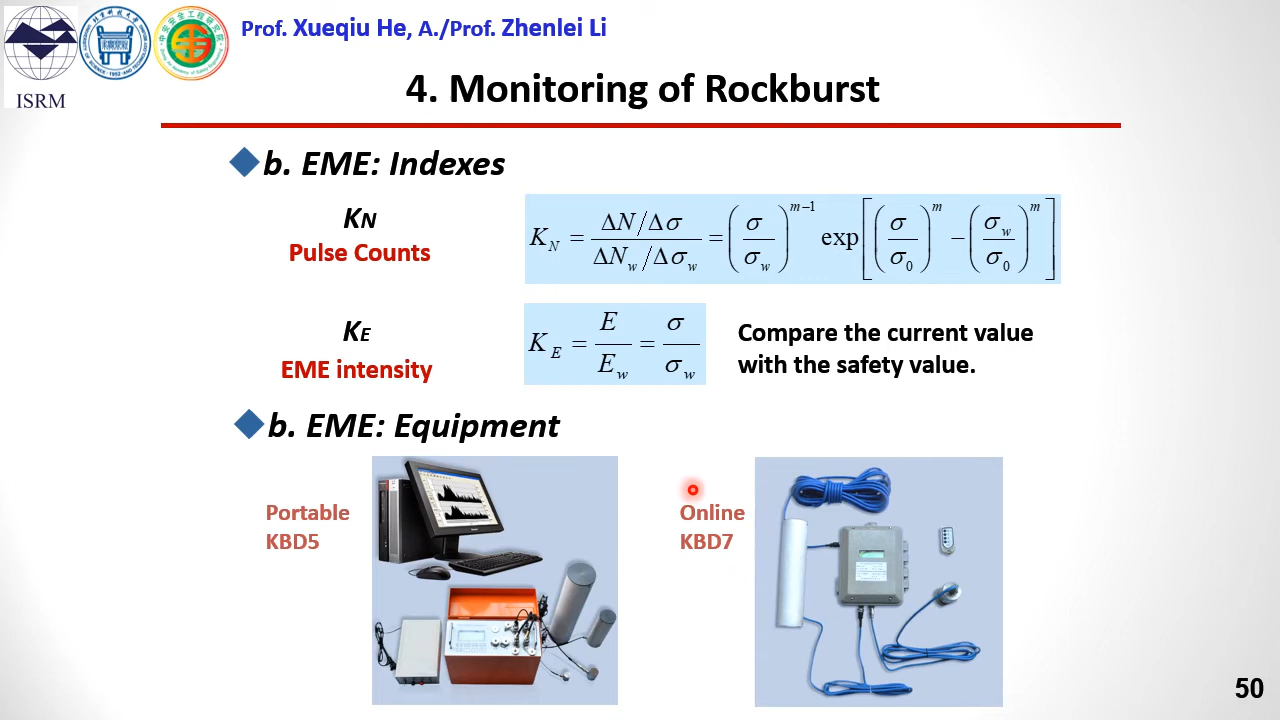 Prof. Xueqiu He, A./Prof. Zhenlei Li
ISRM
4. Monitoring of Rockburst
b. EME: Indexes
K_N
Pulse Counts
K_N = (ΔN/Δσ)/(ΔN_w/Δσ_w) = (σ/σ_w)^(m−1) exp[(σ/σ_0)^m − (σ_w/σ_0)^m]
K_E
EME intensity
K_E = E/E_w = σ/σ_w
Compare the current value
with the safety value.
b. EME: Equipment
Portable
KBD5
Online
KBD7
50